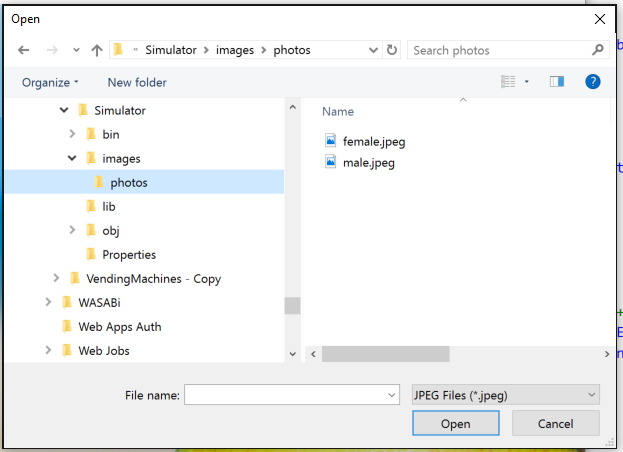 Open
« Simulator > images > photos
Search photos
Organize
New folder
?
Simulator
bin
images
photos
lib
obj
Properties
VendingMachines - Copy
WASABi
Web Apps Auth
Web Jobs
Name
female.jpeg
male.jpeg
File name:
JPEG Files (*.jpeg)
Open
Cancel
b
t
+
E
n